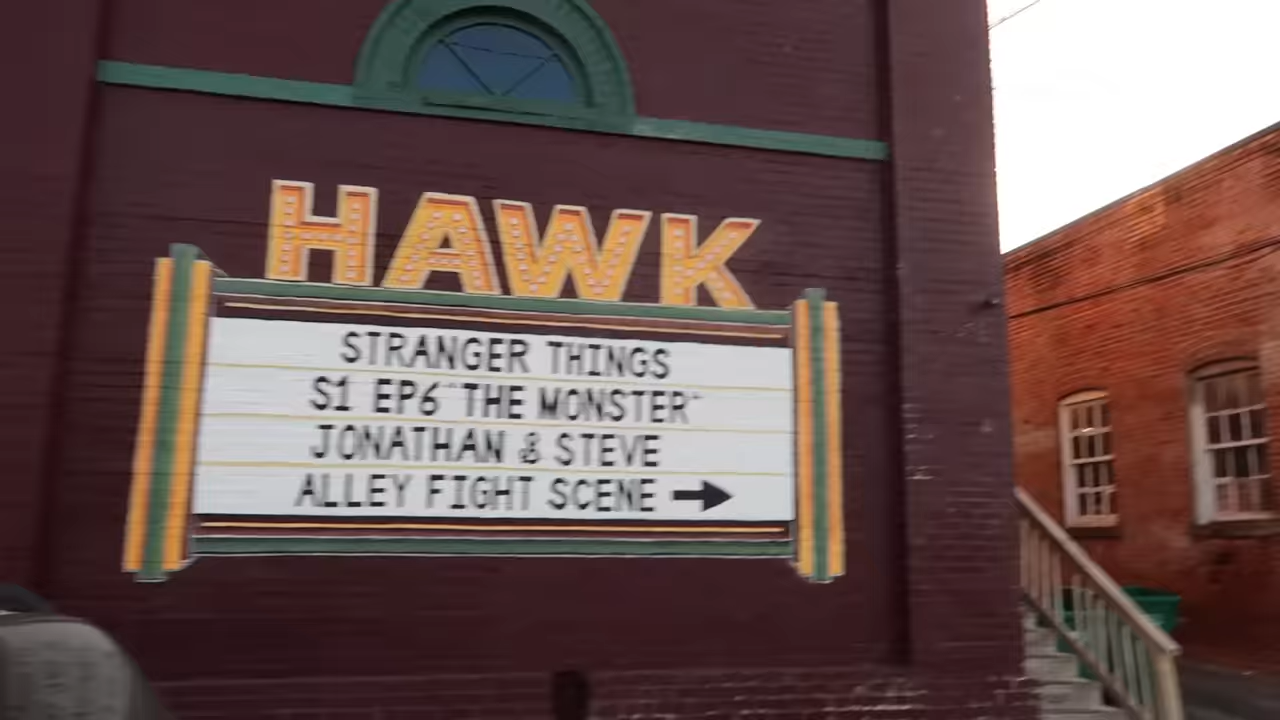 HAWK
STRANGER THINGS
S1 EP6 "THE MONSTER"
JONATHAN & STEVE
ALLEY FIGHT SCENE →